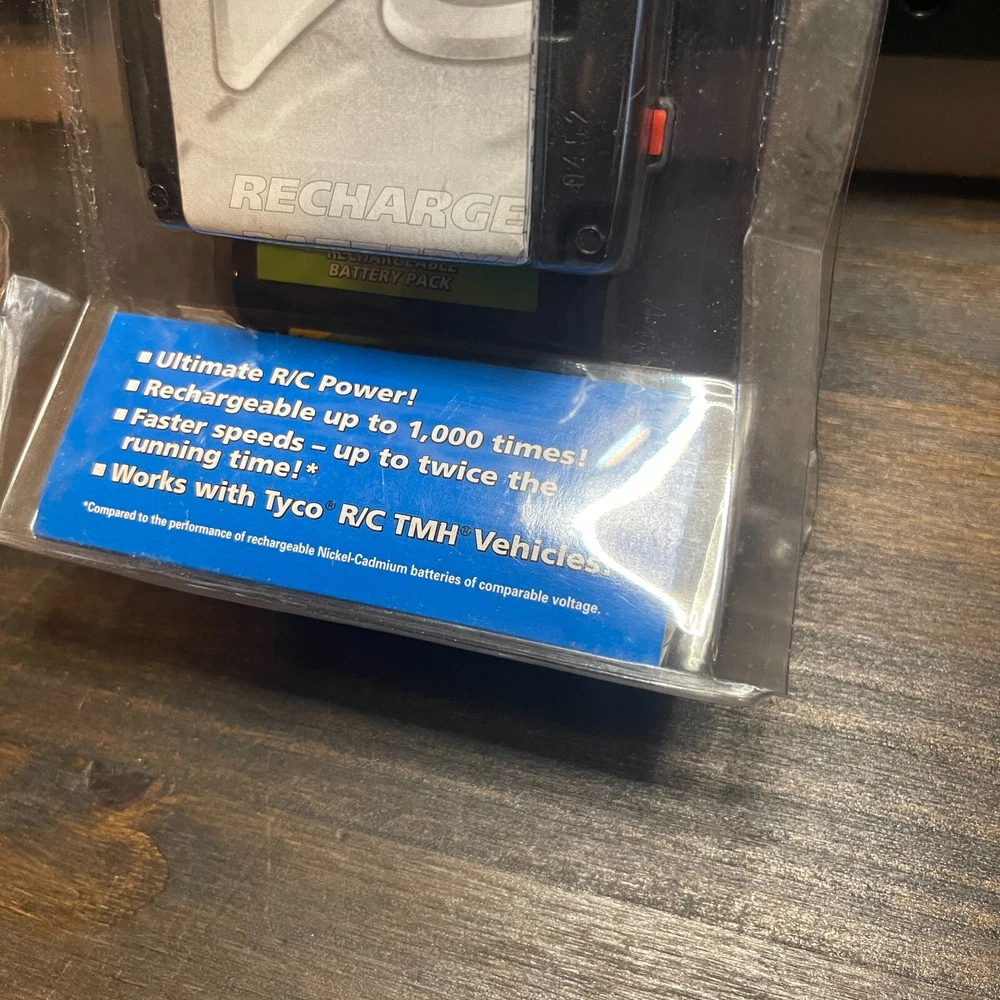 RECHARGE
BATTERY
RECHARGEABLE
BATTERY PACK
▪ Ultimate R/C Power!
▪ Rechargeable up to 1,000 times!
▪ Faster speeds – up to twice the
running time!*
▪ Works with Tyco® R/C TMH® Vehicles!
*Compared to the performance of rechargeable Nickel-Cadmium batteries of comparable voltage.